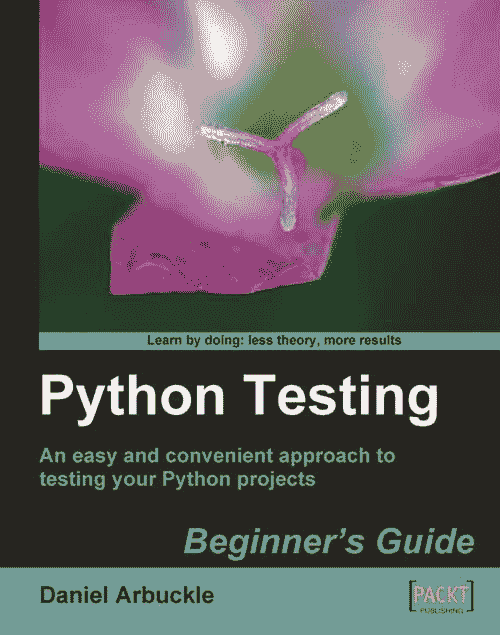 Learn by doing: less theory, more results
Python Testing
An easy and convenient approach to
testing your Python projects
Beginner's Guide
Daniel Arbuckle
[PACKT]
PUBLISHING